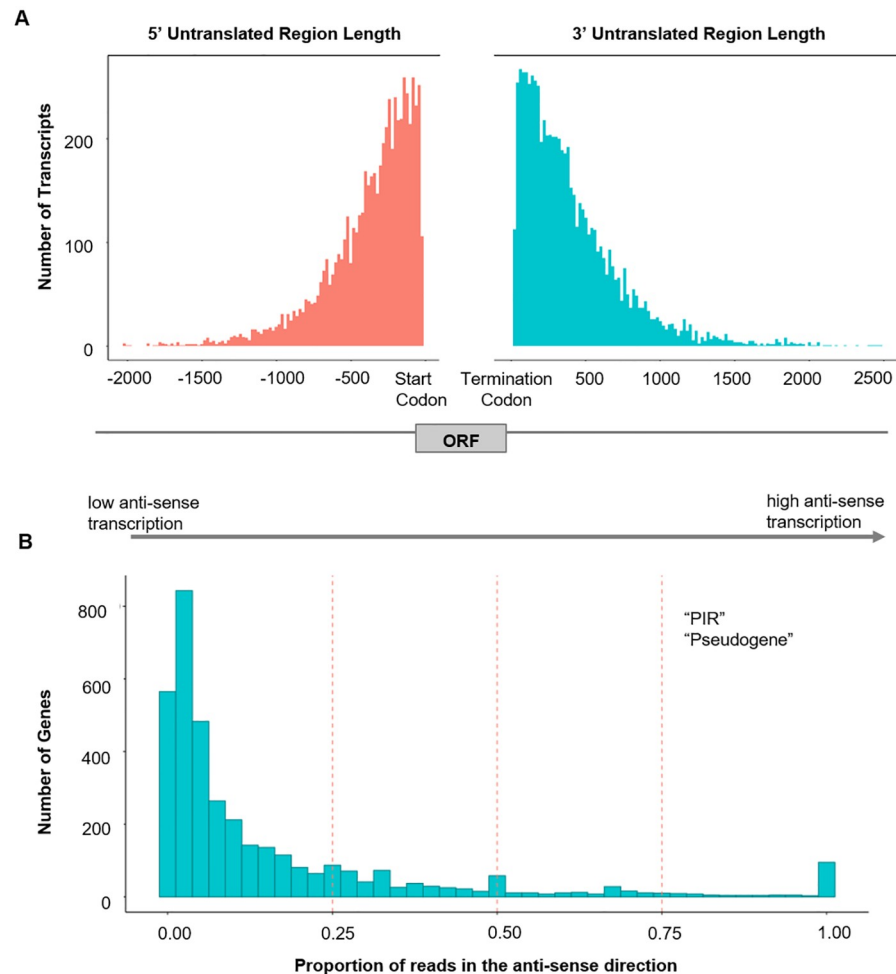 A
5’ Untranslated Region Length
3’ Untranslated Region Length
Number of Transcripts
200
100
0
-2000
-1500
-1000
-500
Start
Codon
Termination
Codon
500
1000
1500
2000
2500
ORF
low anti-sense
transcription
high anti-sense
transcription
B
“PIR”
“Pseudogene”
Number of Genes
800
600
400
200
0
0.00
0.25
0.50
0.75
1.00
Proportion of reads in the anti-sense direction